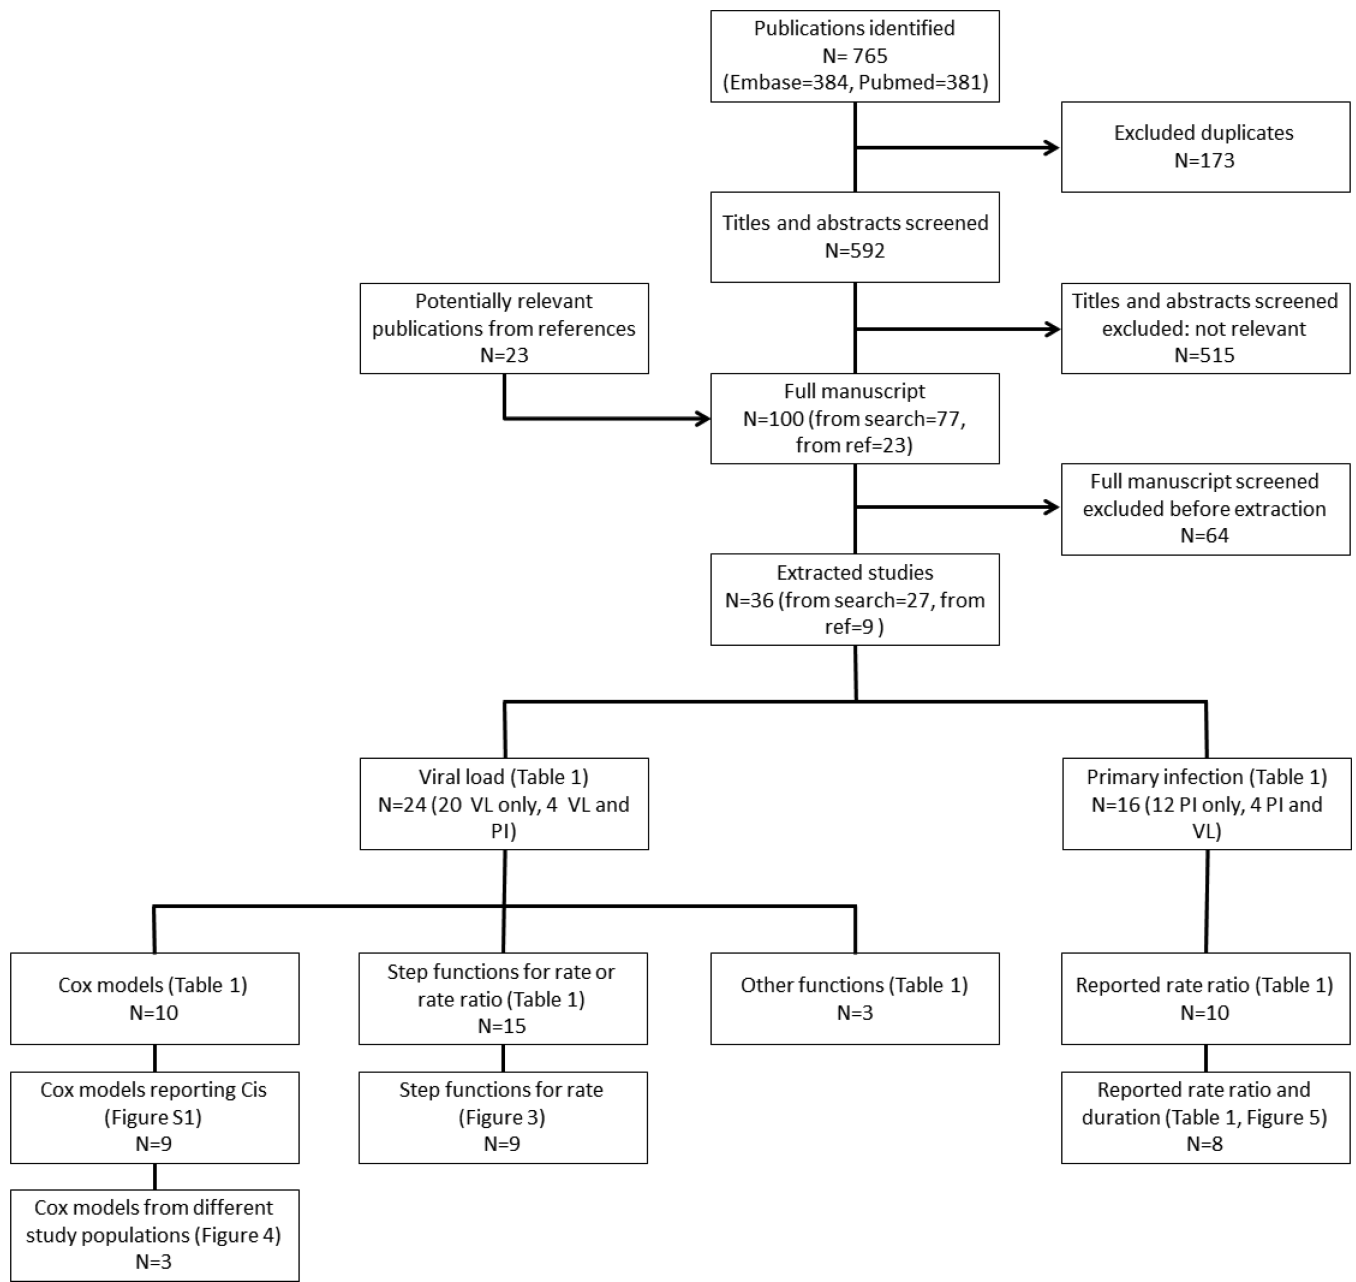 Publications identified
N= 765
(Embase=384, Pubmed=381)
Excluded duplicates
N=173
Titles and abstracts screened
N=592
Potentially relevant
publications from references
N=23
Titles and abstracts screened
excluded: not relevant
N=515
Full manuscript
N=100 (from search=77,
from ref=23)
Full manuscript screened
excluded before extraction
N=64
Extracted studies
N=36 (from search=27, from
ref=9 )
Viral load (Table 1)
N=24 (20 VL only, 4 VL and
PI)
Primary infection (Table 1)
N=16 (12 PI only, 4 PI and
VL)
Cox models (Table 1)
N=10
Step functions for rate or
rate ratio (Table 1)
N=15
Other functions (Table 1)
N=3
Reported rate ratio (Table 1)
N=10
Cox models reporting Cis
(Figure S1)
N=9
Step functions for rate
(Figure 3)
N=9
Reported rate ratio and
duration (Table 1, Figure 5)
N=8
Cox models from different
study populations (Figure 4)
N=3